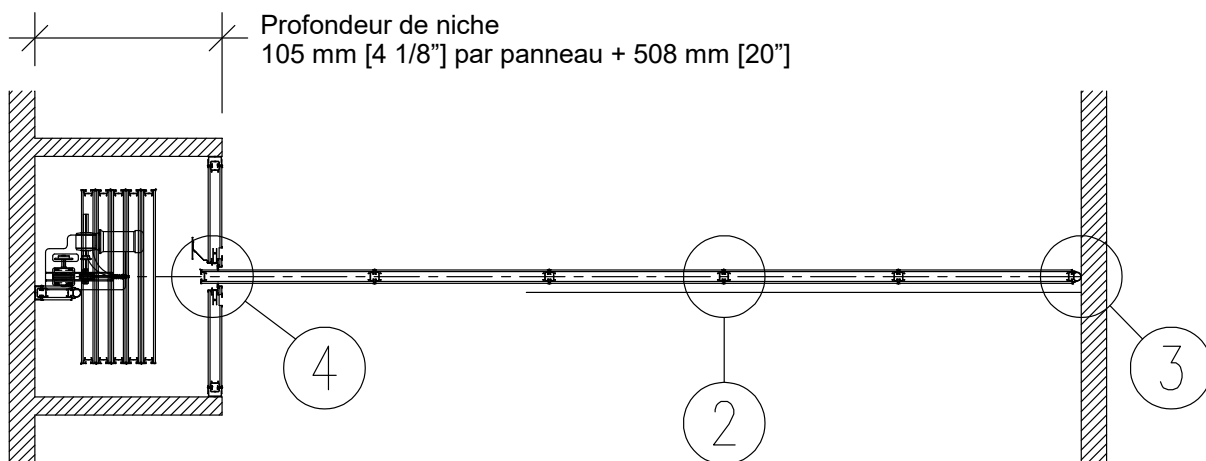 Profondeur de niche
105 mm [4 1/8”] par panneau + 508 mm [20”]
4
2
3